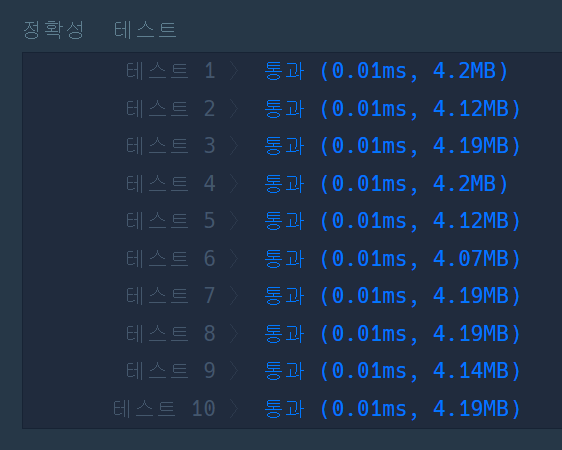 정확성 테스트
테스트 1 〉 통과 (0.01ms, 4.2MB)
테스트 2 〉 통과 (0.01ms, 4.12MB)
테스트 3 〉 통과 (0.01ms, 4.19MB)
테스트 4 〉 통과 (0.01ms, 4.2MB)
테스트 5 〉 통과 (0.01ms, 4.12MB)
테스트 6 〉 통과 (0.01ms, 4.07MB)
테스트 7 〉 통과 (0.01ms, 4.19MB)
테스트 8 〉 통과 (0.01ms, 4.19MB)
테스트 9 〉 통과 (0.01ms, 4.14MB)
테스트 10 〉 통과 (0.01ms, 4.19MB)